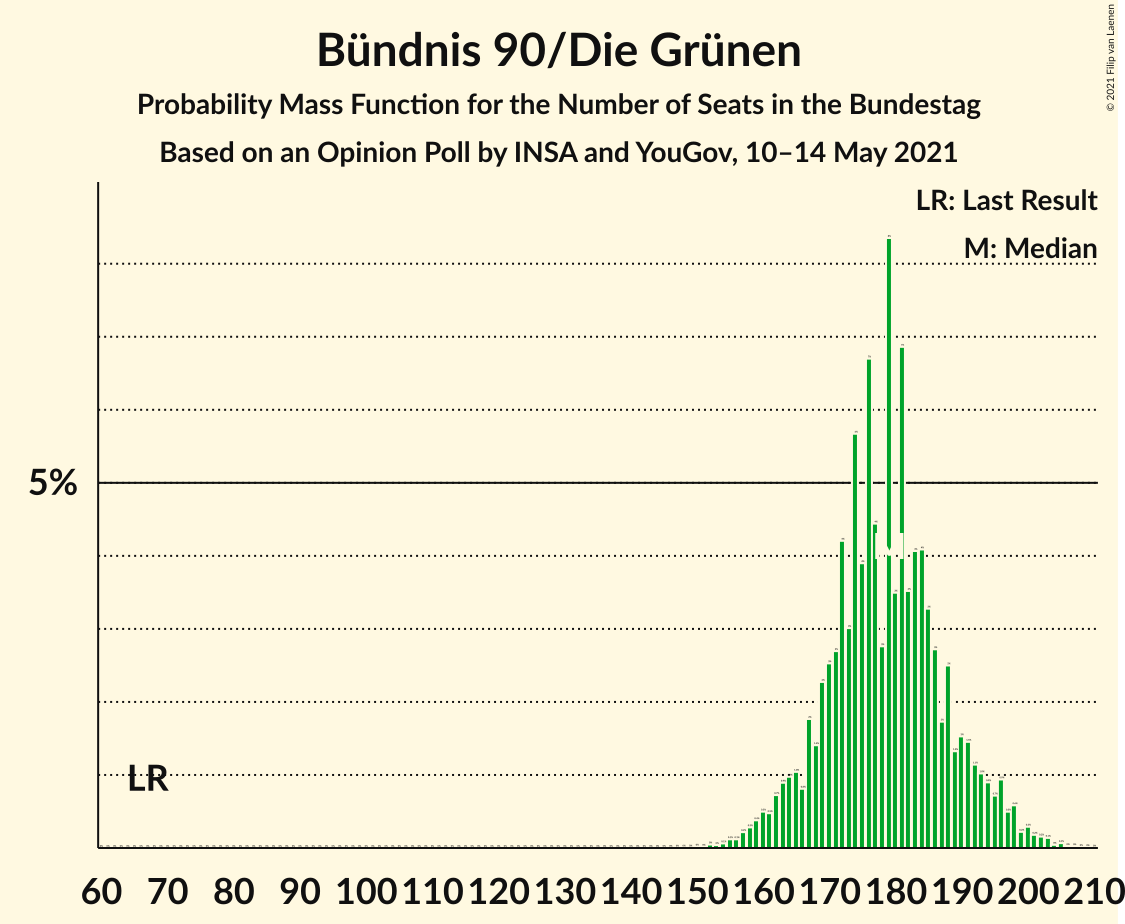 Bündnis 90/Die Grünen
Probability Mass Function for the Number of Seats in the Bundestag
Based on an Opinion Poll by INSA and YouGov, 10–14 May 2021
© 2021 Filip van Laenen
LR: Last Result
M: Median
5%
LR
60 70 80 90 100 110 120 130 140 150 160 170 180 190 200 210